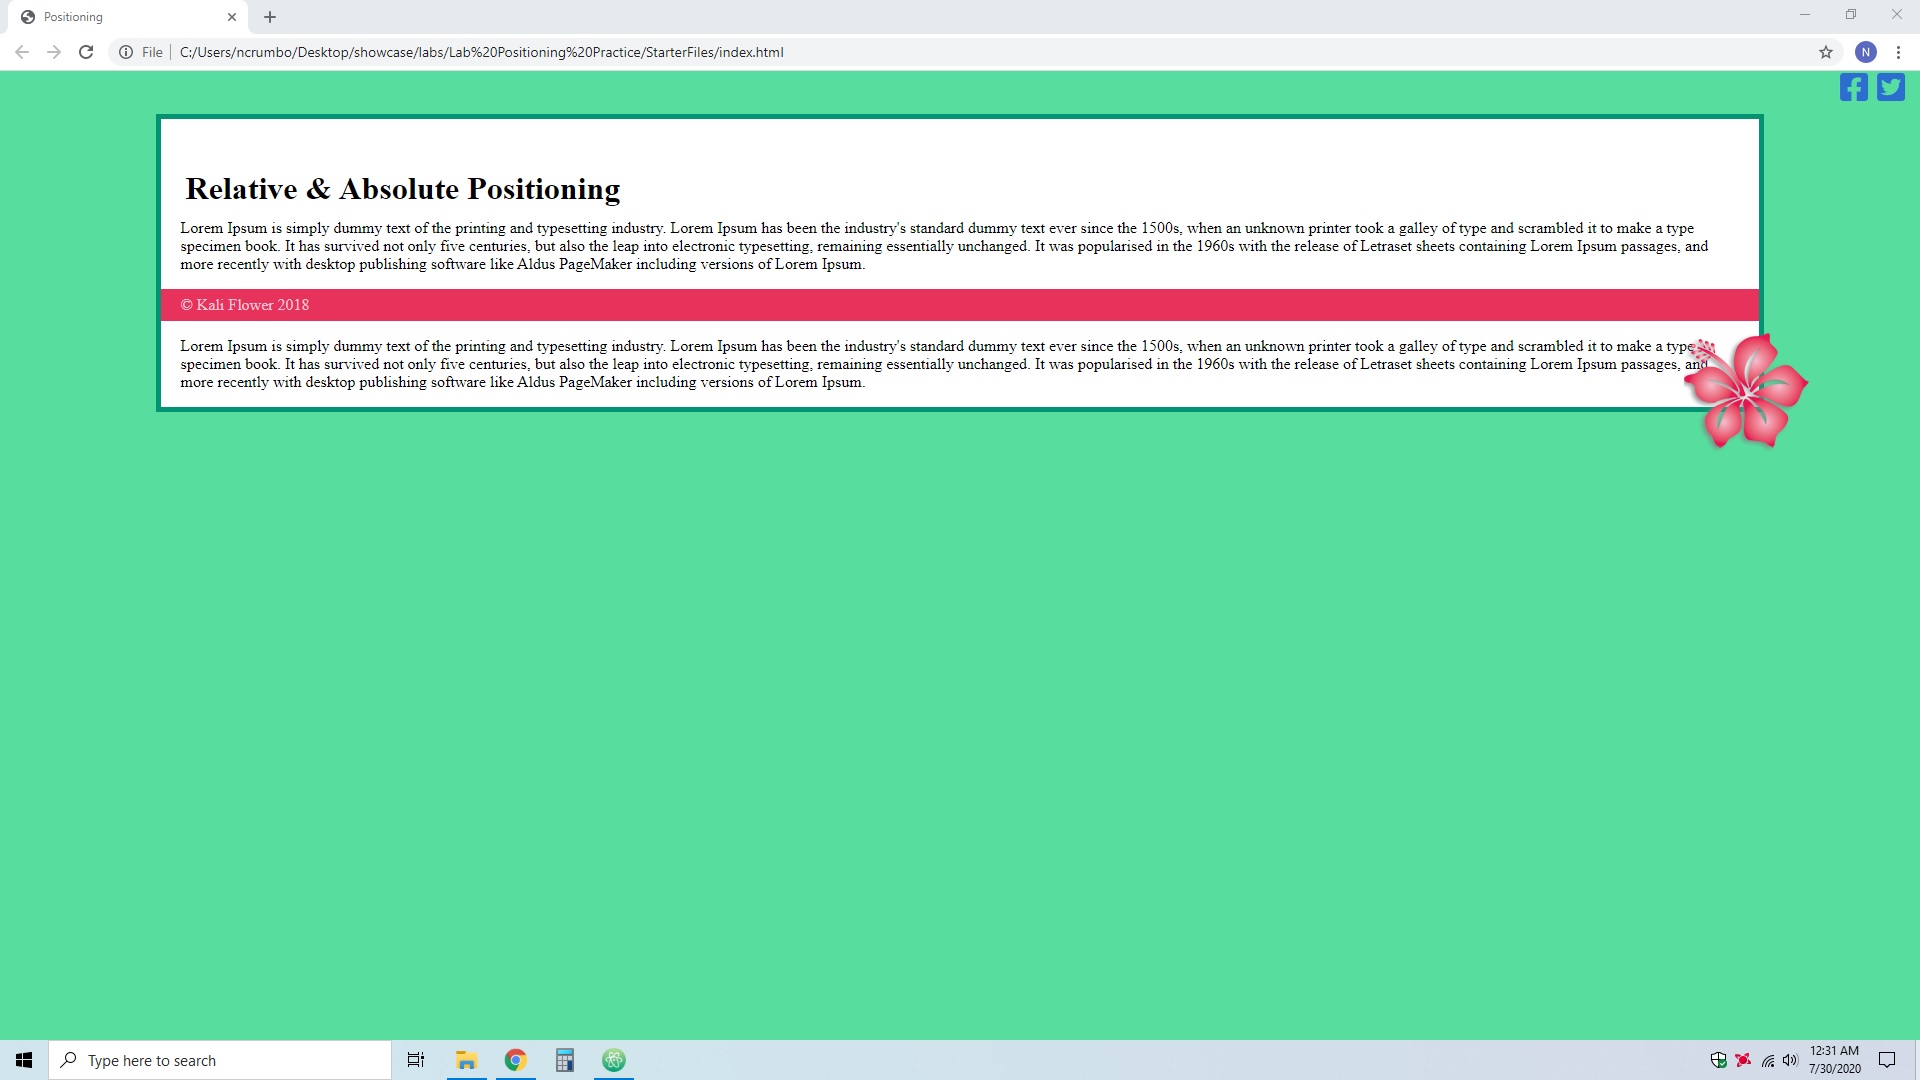 Positioning
File
C:/Users/ncrumbo/Desktop/showcase/labs/Lab%20Positioning%20Practice/StarterFiles/index.html
N
Relative & Absolute Positioning
Lorem Ipsum is simply dummy text of the printing and typesetting industry. Lorem Ipsum has been the industry's standard dummy text ever since the 1500s, when an unknown printer took a galley of type and scrambled it to make a type
specimen book. It has survived not only five centuries, but also the leap into electronic typesetting, remaining essentially unchanged. It was popularised in the 1960s with the release of Letraset sheets containing Lorem Ipsum passages, and
more recently with desktop publishing software like Aldus PageMaker including versions of Lorem Ipsum.
© Kali Flower 2018
Lorem Ipsum is simply dummy text of the printing and typesetting industry. Lorem Ipsum has been the industry's standard dummy text ever since the 1500s, when an unknown printer took a galley of type and scrambled it to make a type
specimen book. It has survived not only five centuries, but also the leap into electronic typesetting, remaining essentially unchanged. It was popularised in the 1960s with the release of Letraset sheets containing Lorem Ipsum passages, and
more recently with desktop publishing software like Aldus PageMaker including versions of Lorem Ipsum.
Type here to search
12:31 AM
7/30/2020